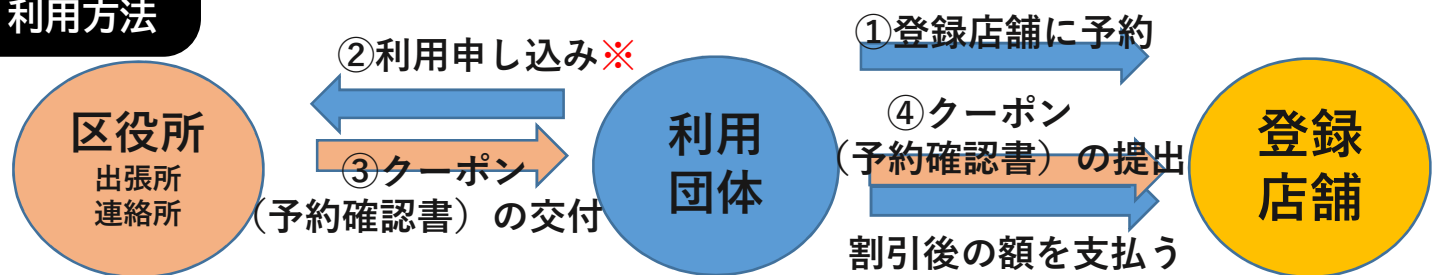 利用方法
①登録店舗に予約
②利用申し込み※
区役所
出張所
連絡所
③クーポン
（予約確認書）の交付
利用
団体
④クーポン
（予約確認書）の提出
割引後の額を支払う
登録
店舗